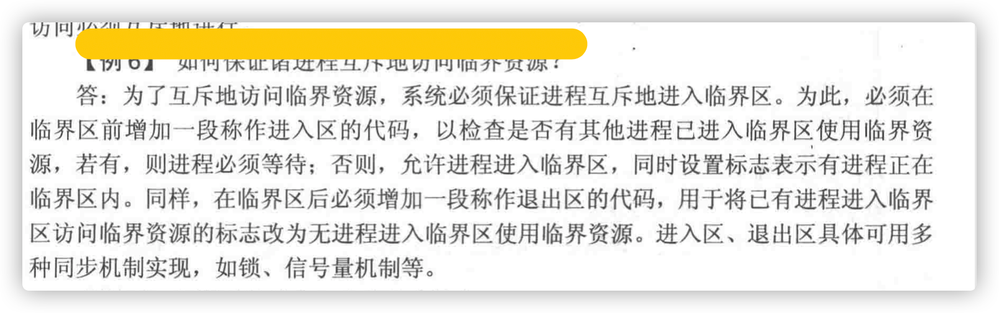 访问必须互斥地进行
【例6】 如何保证诸进程互斥地访问临界资源?
答:为了互斥地访问临界资源,系统必须保证进程互斥地进入临界区。为此,必须在
临界区前增加一段称作进入区的代码,以检查是否有其他进程已进入临界区使用临界资
源,若有,则进程必须等待;否则,允许进程进入临界区,同时设置标志表示有进程正在
临界区内。同样,在临界区后必须增加一段称作退出区的代码,用于将已有进程进入临界
区访问临界资源的标志改为无进程进入临界区使用临界资源。进入区、退出区具体可用多
种同步机制实现,如锁、信号量机制等。